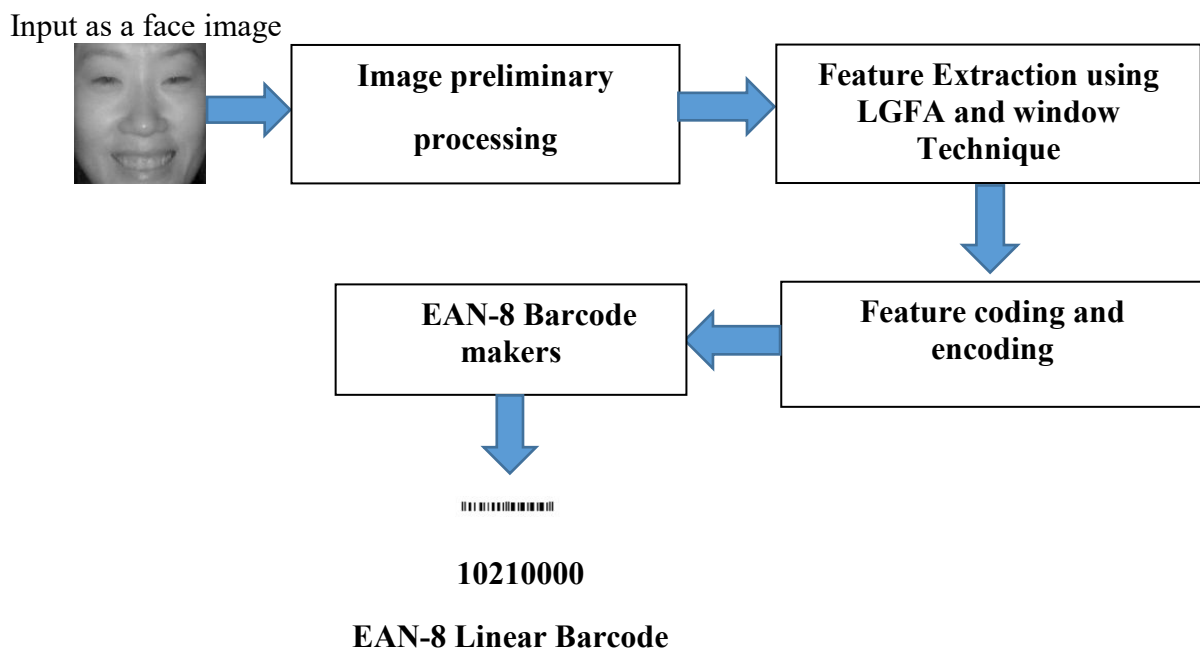 Input as a face image
Image preliminary
processing
Feature Extraction using
LGFA and window
Technique
Feature coding and
encoding
EAN-8 Barcode
makers
10210000
EAN-8 Linear Barcode